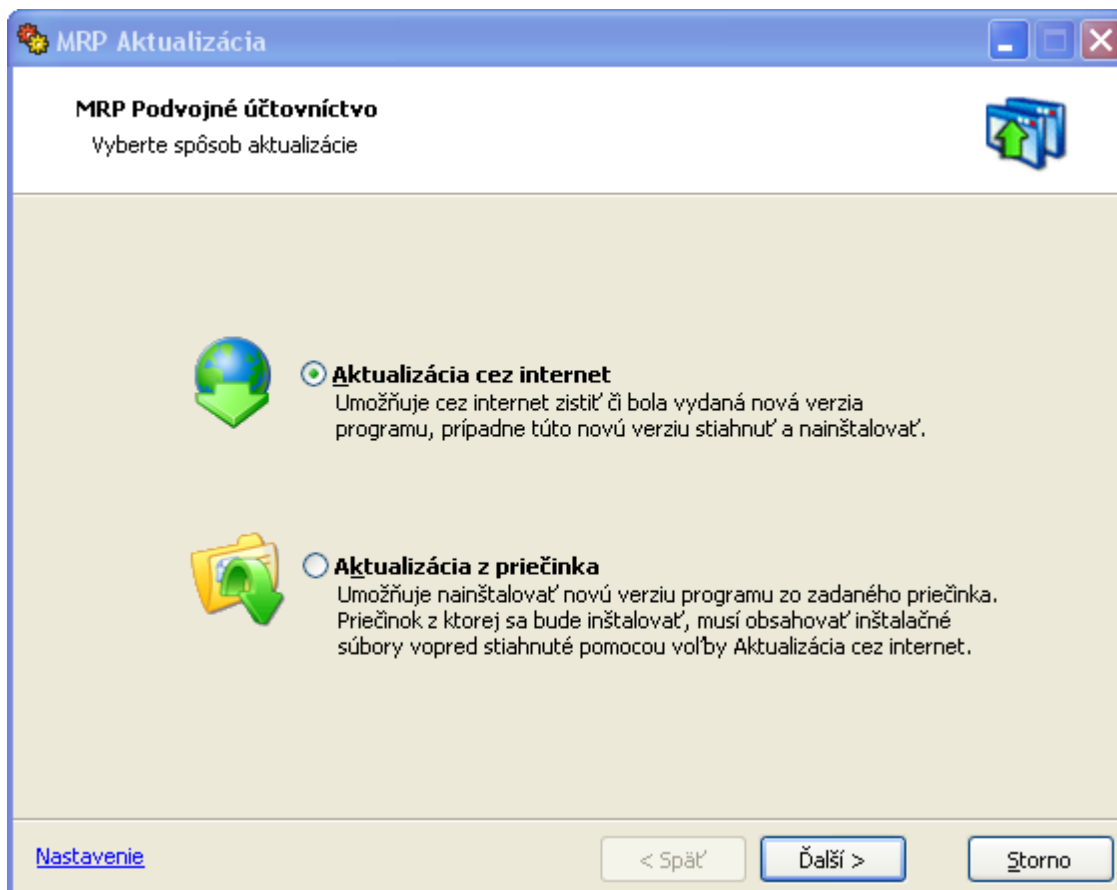 MRP Aktualizácia
MRP Podvojné účtovníctvo
Vyberte spôsob aktualizácie
Aktualizácia cez internet
Umožňuje cez internet zistiť či bola vydaná nová verzia
programu, prípadne túto novú verziu stiahnuť a nainštalovať.
Aktualizácia z priečinka
Umožňuje nainštalovať novú verziu programu zo zadaného priečinka.
Priečinok z ktorej sa bude inštalovať, musí obsahovať inštalačné
súbory vopred stiahnuté pomocou voľby Aktualizácia cez internet.
Nastavenie
< Späť
Ďalší >
Storno